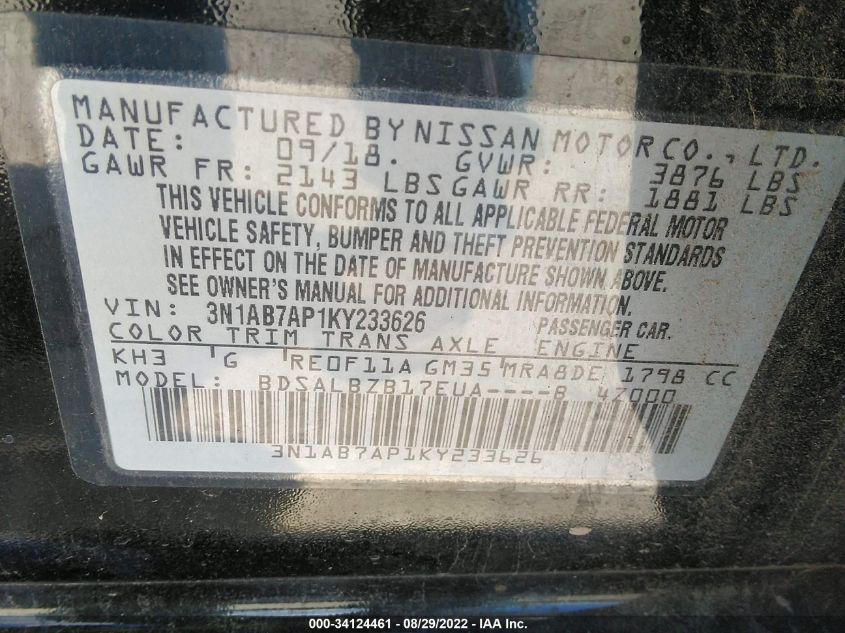 MANUFACTURED BY NISSAN MOTOR CO., LTD.
DATE: 09/18. GVWR: 3876 LBS
GAWR FR: 2143 LBS GAWR RR: 1881 LBS
THIS VEHICLE CONFORMS TO ALL APPLICABLE FEDERAL MOTOR
VEHICLE SAFETY, BUMPER AND THEFT PREVENTION STANDARDS
IN EFFECT ON THE DATE OF MANUFACTURE SHOWN ABOVE.
SEE OWNER'S MANUAL FOR ADDITIONAL INFORMATION.
VIN: 3N1AB7AP1KY233626 PASSENGER CAR.
COLOR TRIM TRANS AXLE ENGINE
KH3 G RE0F11A GM35 MRA8DE 1798 CC
MODEL: BDSALBZB17EUA----B 47000
3N1AB7AP1KY233626
000-34124461 - 08/29/2022 - IAA Inc.